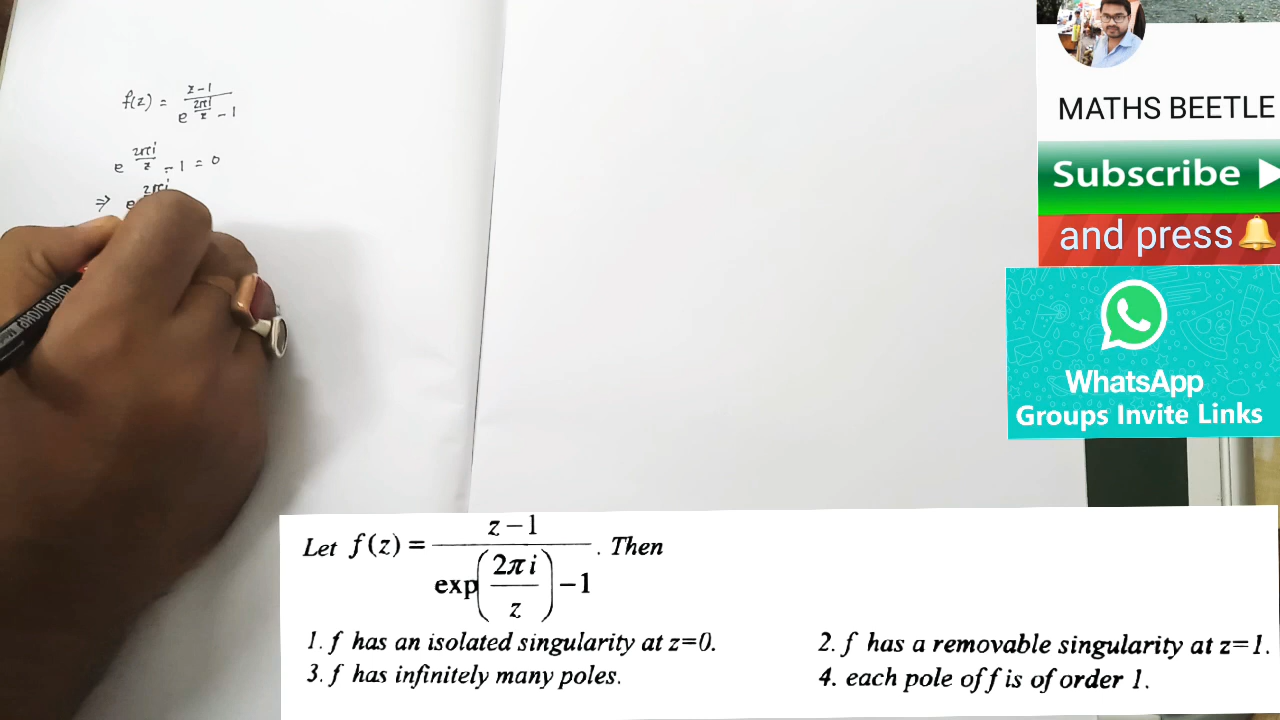 f(z) = z-1 / e^(2πi/z) - 1
e^(2πi/z) - 1 = 0
⇒ e^(2πi
MATHS BEETLE
Subscribe
and press
WhatsApp
Groups Invite Links
Let f(z) = z-1 / exp(2πi/z) -1 . Then
1. f has an isolated singularity at z=0.
2. f has a removable singularity at z=1.
3. f has infinitely many poles.
4. each pole of f is of order 1.